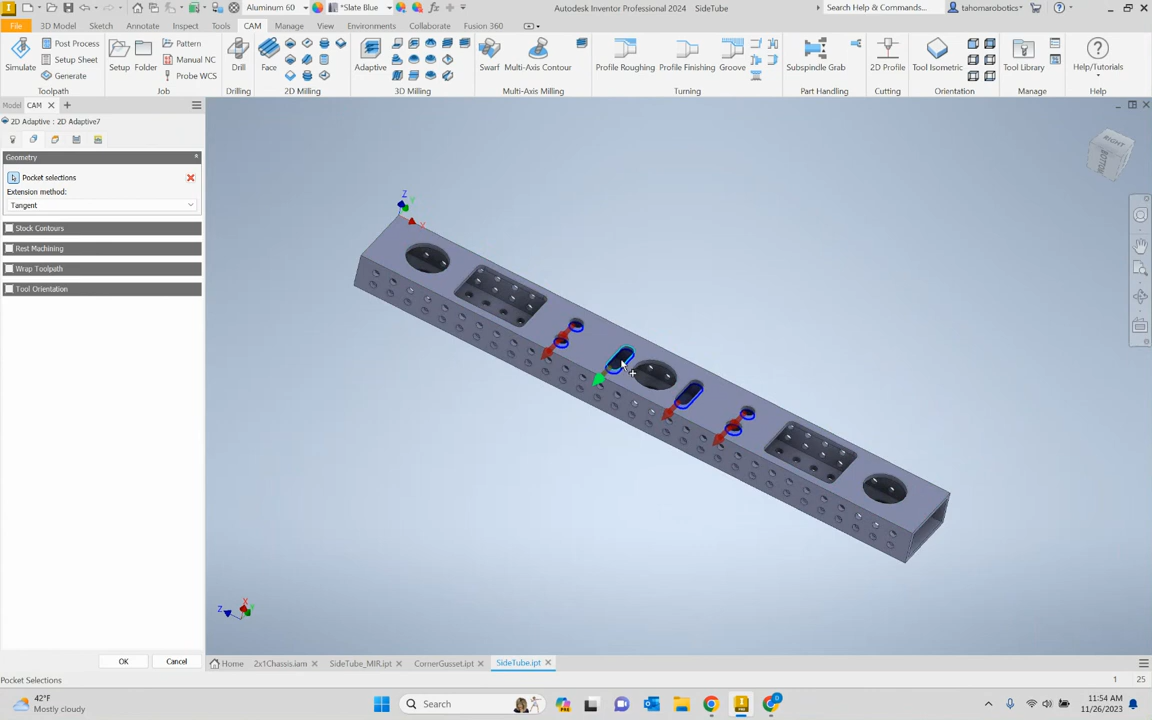 Aluminum 60
*Slate Blue
Autodesk Inventor Professional 2024
SideTube
Search Help & Commands...
tahomarobotics
File
3D Model
Sketch
Annotate
Inspect
Tools
CAM
Manage
View
Environments
Collaborate
Fusion 360
Simulate
Post Process
Setup Sheet
Generate
Toolpath
Setup
Folder
Pattern
Manual NC
Probe WCS
Job
Drill
Drilling
Face
2D Milling
Adaptive
3D Milling
Swarf
Multi-Axis Contour
Multi-Axis Milling
Profile Roughing
Profile Finishing
Groove
Turning
Subspindle Grab
Part Handling
2D Profile
Cutting
Tool Isometric
Orientation
Tool Library
Manage
Help/Tutorials
Help
Model
CAM
2D Adaptive : 2D Adaptive7
Geometry
Pocket selections
Extension method:
Tangent
Stock Contours
Rest Machining
Wrap Toolpath
Tool Orientation
OK
Cancel
Z
Y
X
RIGHT
BOTTOM
X
Z
Y
Home
2x1Chassis.iam
SideTube_MIR.ipt
CornerGusset.ipt
SideTube.ipt
Pocket Selections
1
25
42°F
Mostly cloudy
Search
11:54 AM
11/26/2023